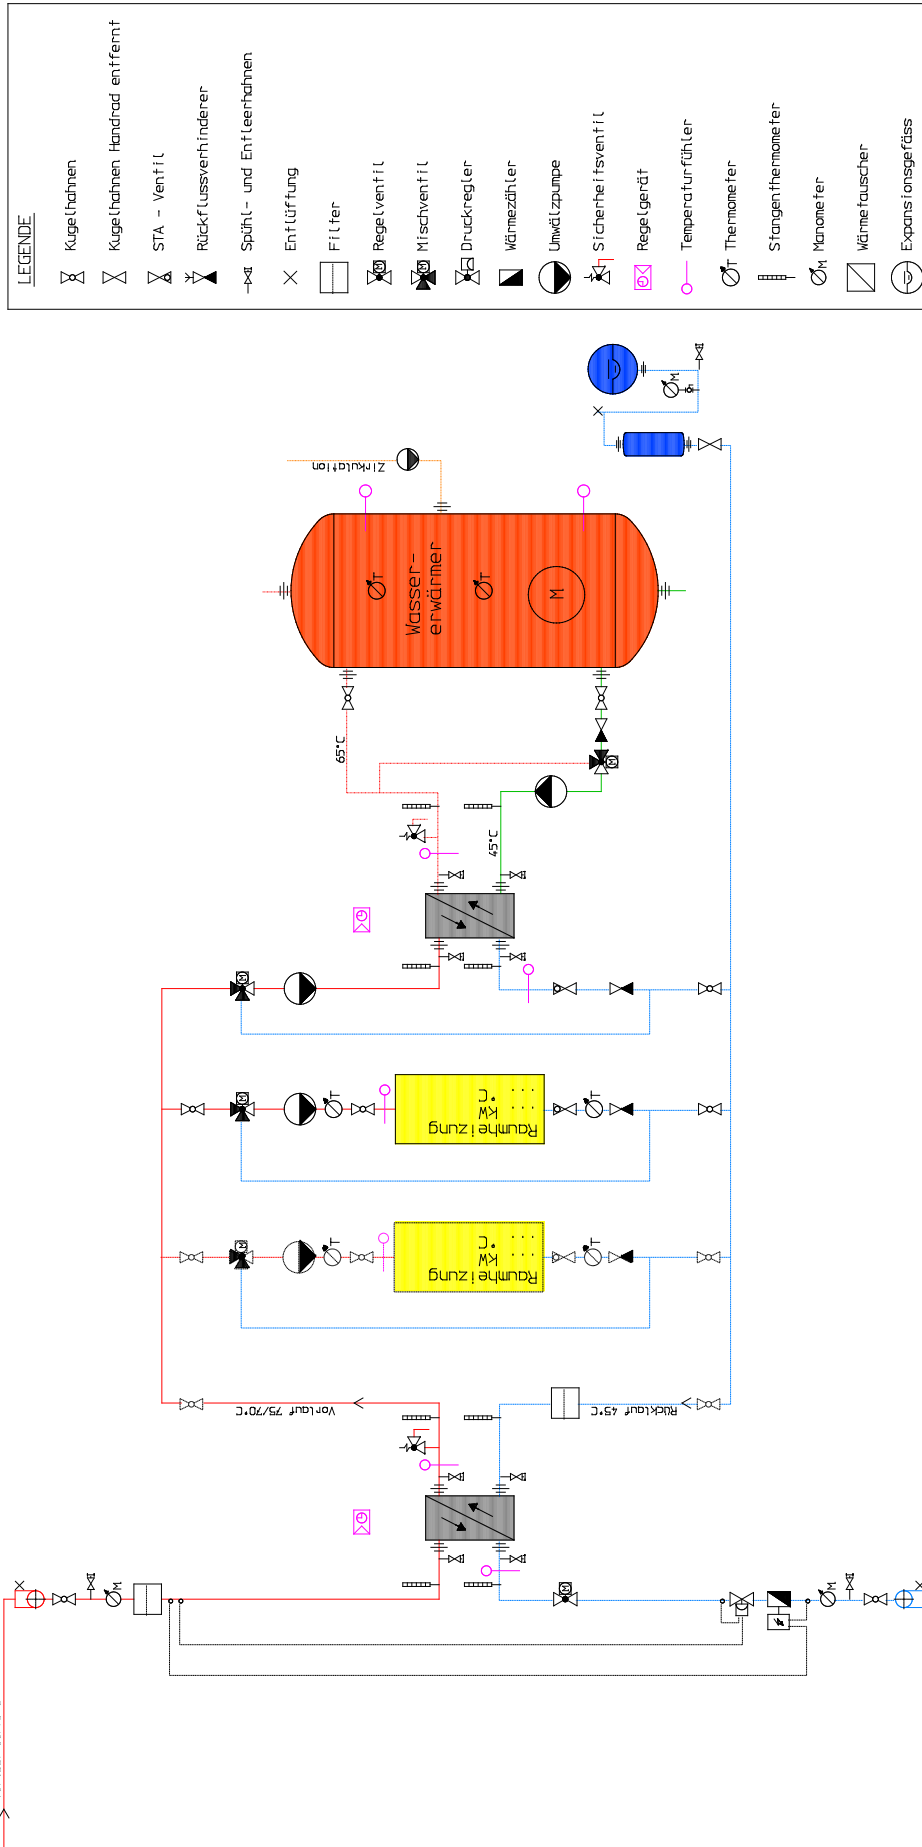 LEGENDE
Kugelhahnen
Kugelhahnen Handrad entfernt
STA - Ventil
Rückflussverhinderer
Spühl- und Entleerhahnen
Entlüftung
Filter
Regelventil
Mischventil
Druckregler
Wärmezähler
Umwälzpumpe
Sicherheitsventil
Regelgerät
Temperaturfühler
Thermometer
Stangenthermometer
Manometer
Wärmetauscher
Expansionsgefäss
M
M
T
M
M
Zirkulation
Wasser-
erwärmer
T
T
M
65°C
45°C
M
M
M
T
Raumheizung
... kW
... °C
T
M
T
Raumheizung
... kW
... °C
T
Vorlauf 75/70°C
Rücklauf 45°C
M
M
M